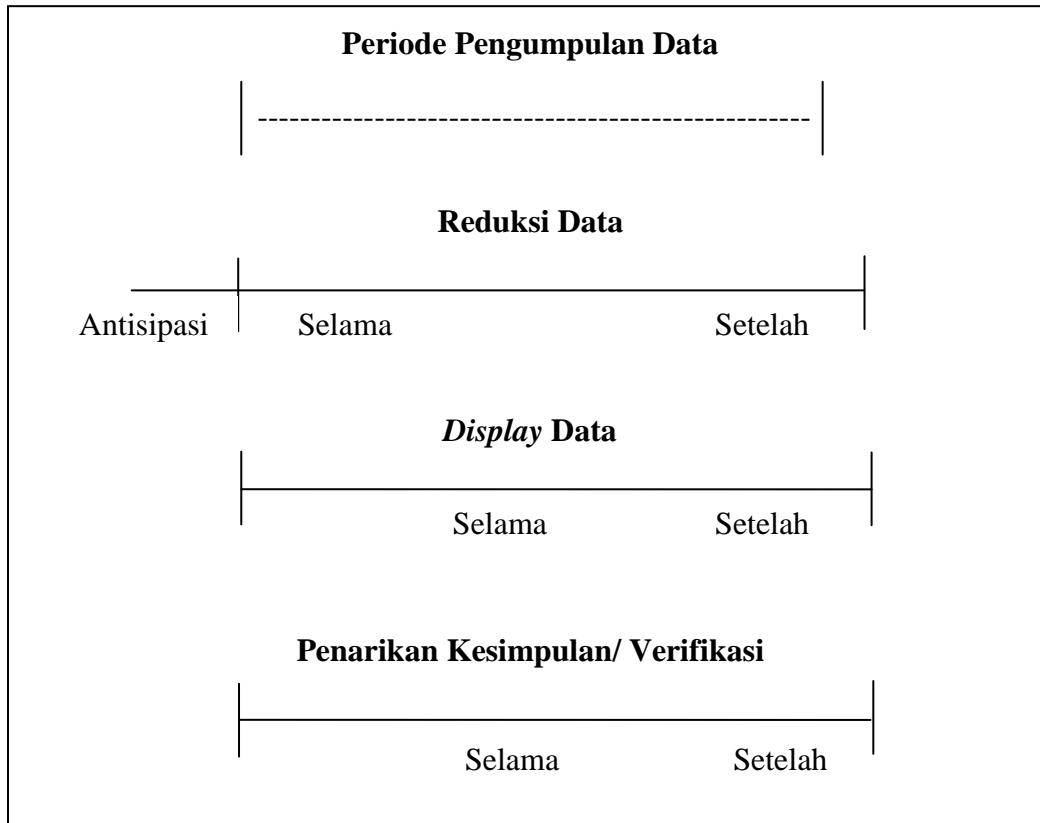 Periode Pengumpulan Data
Reduksi Data
Antisipasi Selama Setelah
Display Data
Selama Setelah
Penarikan Kesimpulan/ Verifikasi
Selama Setelah